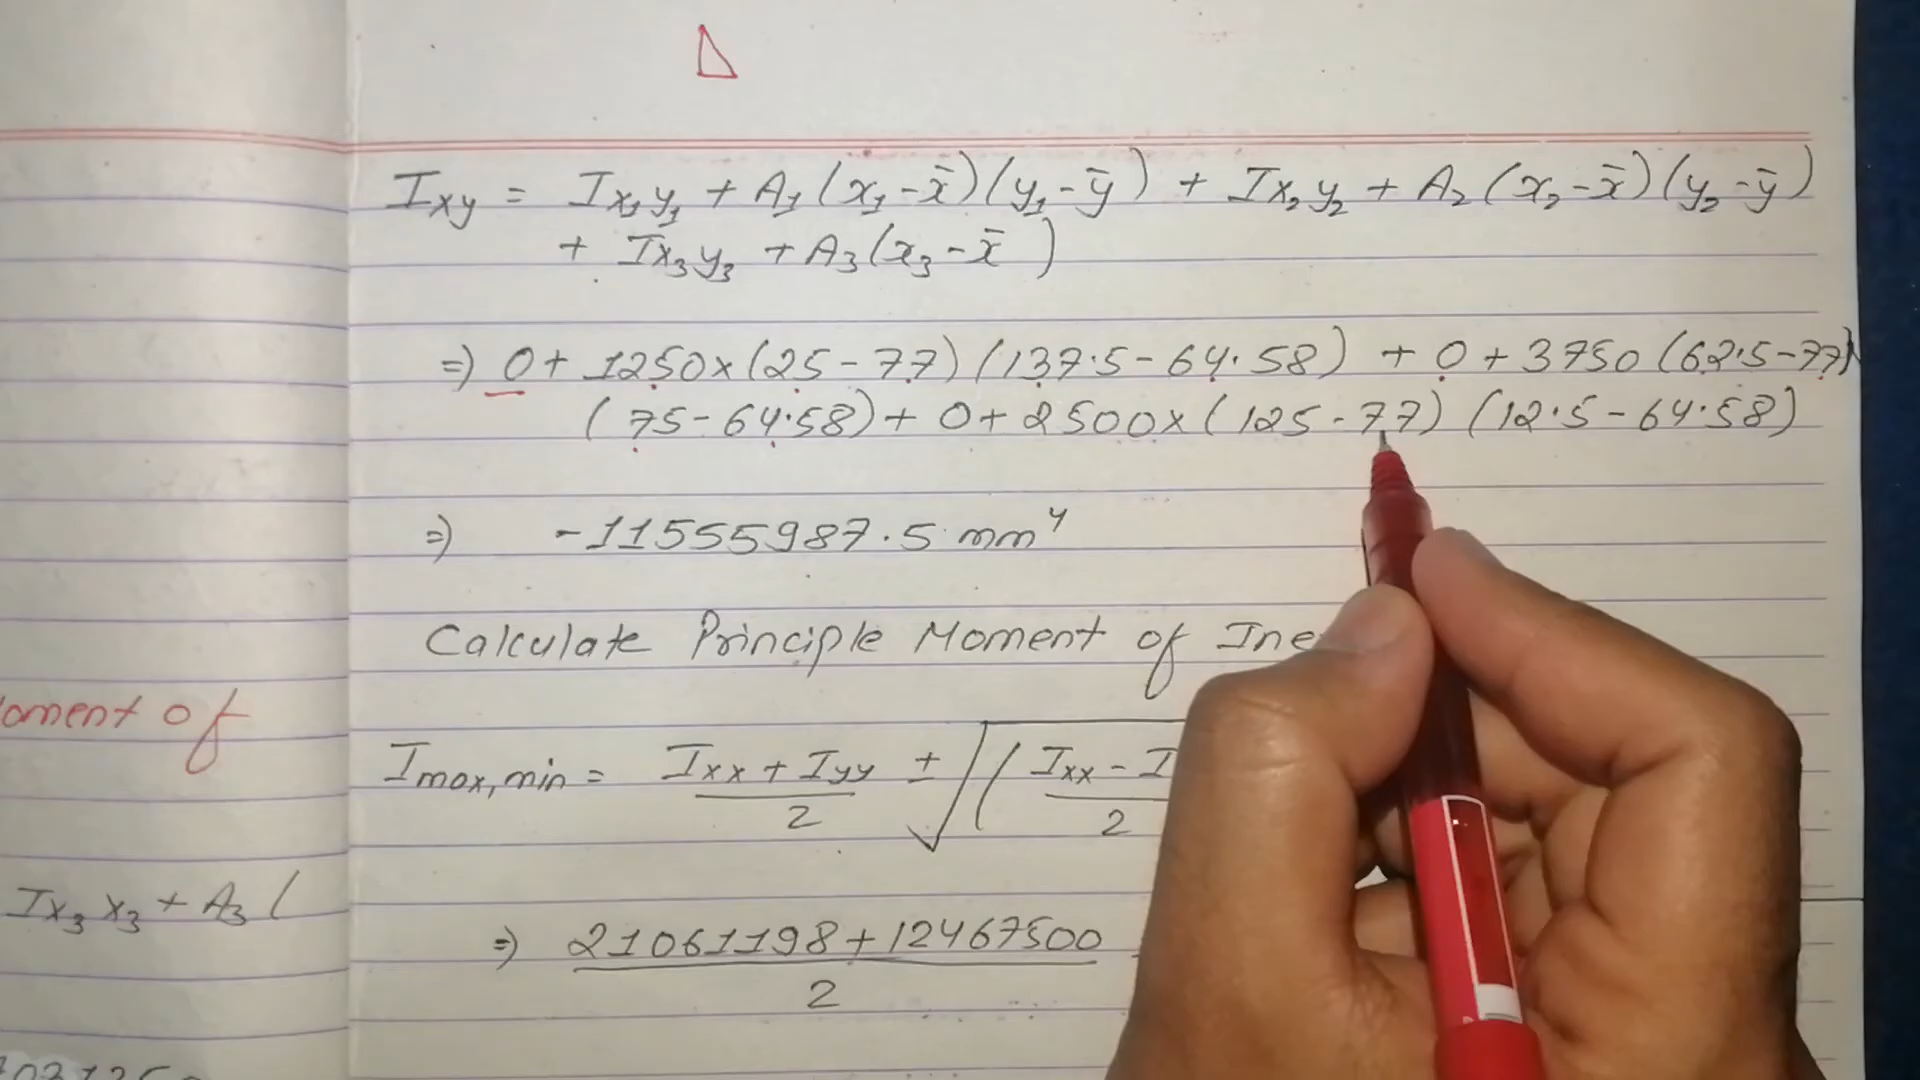 Ixy = Ix₁y₁ + A₁(x₁-x̄)(y₁-ȳ) + Ix₂y₂ + A₂(x₂-x̄)(y₂-ȳ)
+ Ix₃y₃ + A₃(x₃-x̄ )
=) 0+ 1250×(25-77)(137.5-64.58) + 0+3750(62.5-77)
(75-64.58)+ 0+2500×(125-77)(12.5-64.58)
=) -11555987.5 mm⁴
Calculate Principle Moment of
oment of
Imax,min = Ixx + Iyy / 2 ± √( Ixx -
2
Ix₃x₃ + A₃(
=) 21061198+12467500
2